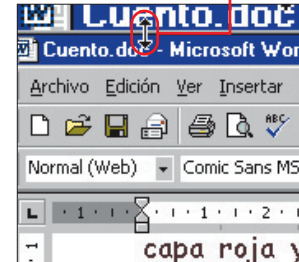 Cuento.doc
Cuento.doc - Microsoft Wor
Archivo Edición Ver Insertar
ABC
Normal (Web) Comic Sans MS
1 1 2
capa roja y